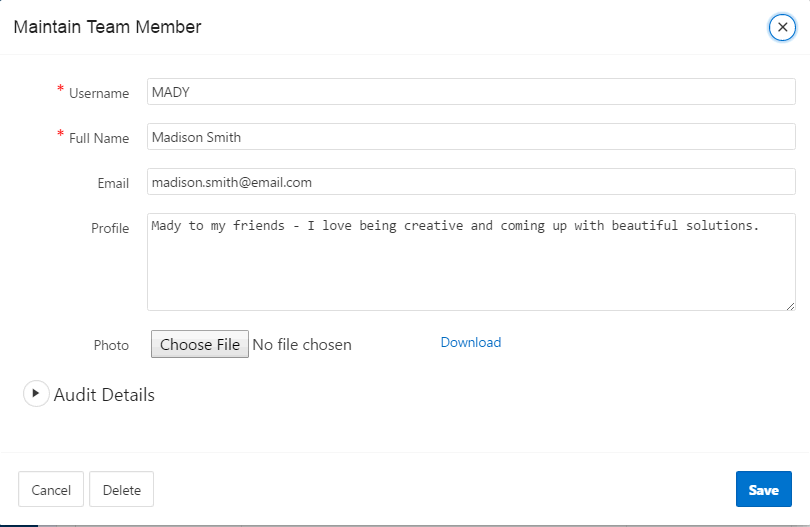 Maintain Team Member
* Username MADY
* Full Name Madison Smith
Email madison.smith@email.com
Profile Mady to my friends - I love being creative and coming up with beautiful solutions.
Photo Choose File No file chosen Download
Audit Details
Cancel Delete Save